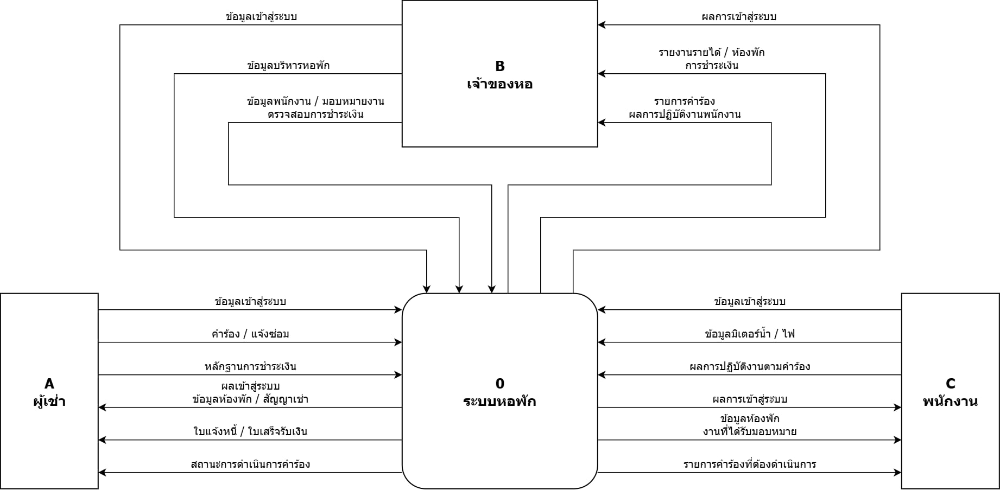 ข้อมูลเข้าสู่ระบบ
ผลการเข้าสู่ระบบ
ข้อมูลบริหารหอพัก
รายงานรายได้ / ห้องพัก
การชำระเงิน
B
เจ้าของหอ
ข้อมูลพนักงาน / มอบหมายงาน
ตรวจสอบการชำระเงิน
รายการคำร้อง
ผลการปฏิบัติงานพนักงาน
A
ผู้เช่า
ข้อมูลเข้าสู่ระบบ
คำร้อง / แจ้งซ่อม
หลักฐานการชำระเงิน
ผลเข้าสู่ระบบ
ข้อมูลห้องพัก / สัญญาเช่า
ใบแจ้งหนี้ / ใบเสร็จรับเงิน
สถานะการดำเนินการคำร้อง
0
ระบบหอพัก
ข้อมูลเข้าสู่ระบบ
ข้อมูลมิเตอร์น้ำ / ไฟ
ผลการปฏิบัติงานตามคำร้อง
ผลการเข้าสู่ระบบ
ข้อมูลห้องพัก
งานที่ได้รับมอบหมาย
รายการคำร้องที่ต้องดำเนินการ
C
พนักงาน